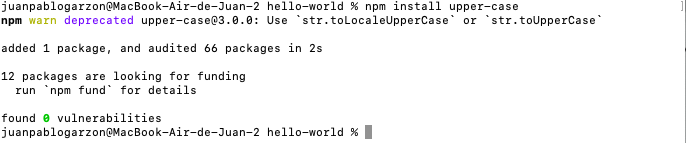 juanpablogarzon@MacBook-Air-de-Juan-2 hello-world % npm install upper-case
npm warn deprecated upper-case@3.0.0: Use `str.toLocaleUpperCase` or `str.toUpperCase`
added 1 package, and audited 66 packages in 2s
12 packages are looking for funding
  run `npm fund` for details
found 0 vulnerabilities
juanpablogarzon@MacBook-Air-de-Juan-2 hello-world %